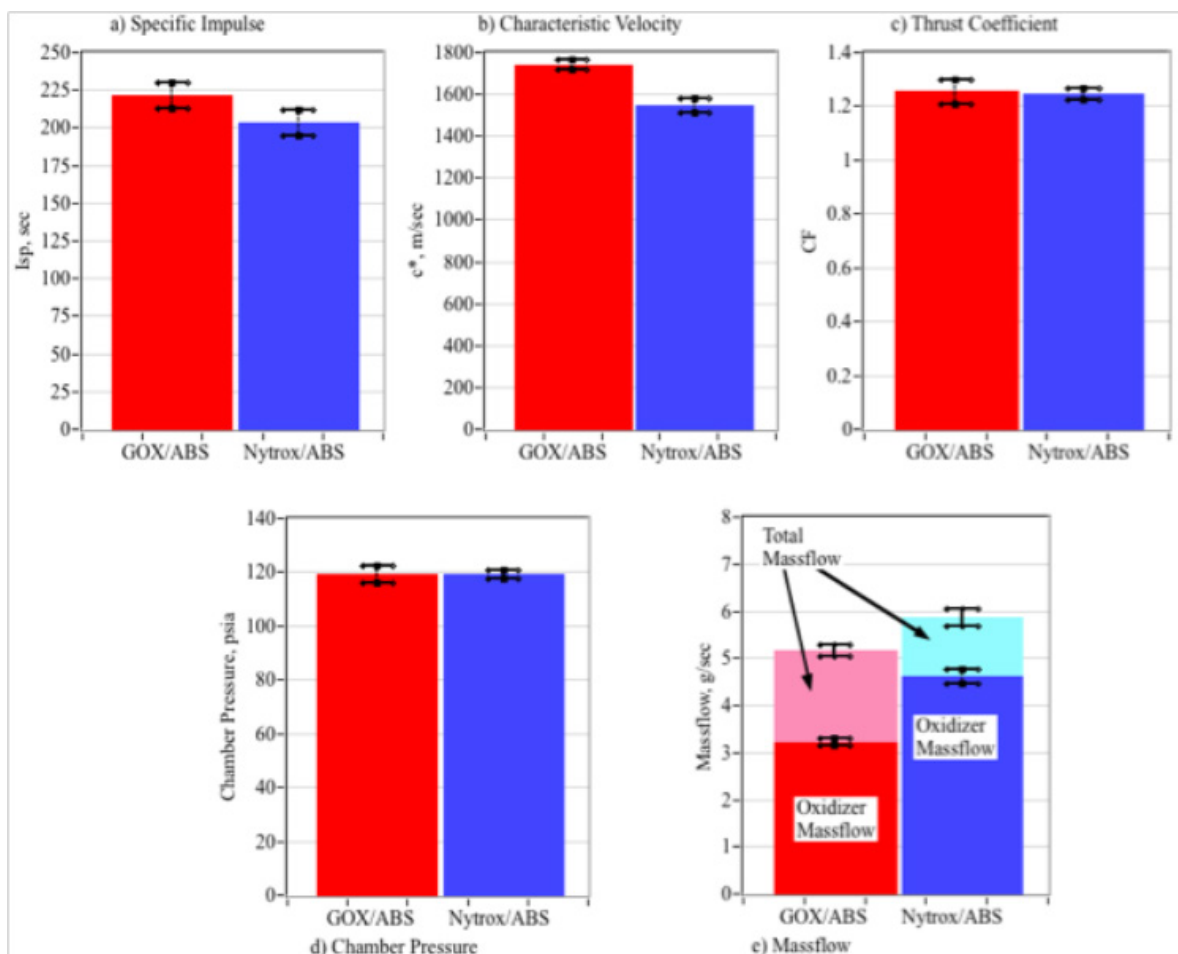 a) Specific Impulse
250
225
200
175
150
225
100
75
50
25
0
Isp, sec
GOX/ABS
Nytrox/ABS
b) Characteristic Velocity
1800
1600
1400
1200
1600
800
600
400
200
0
c*, m/sec
GOX/ABS
Nytrox/ABS
c) Thrust Coefficient
1.4
1.2
1
0.8
0.6
0.4
0.2
0
CF
GOX/ABS
Nytrox/ABS
140
120
100
80
60
40
20
0
Chamber Pressure, psia
GOX/ABS
Nytrox/ABS
d) Chamber Pressure
8
7
6
5
4
3
2
1
0
Massflow, g/sec
Total
Massflow
Oxidizer
Massflow
Oxidizer
Massflow
GOX/ABS
Nytrox/ABS
e) Massflow